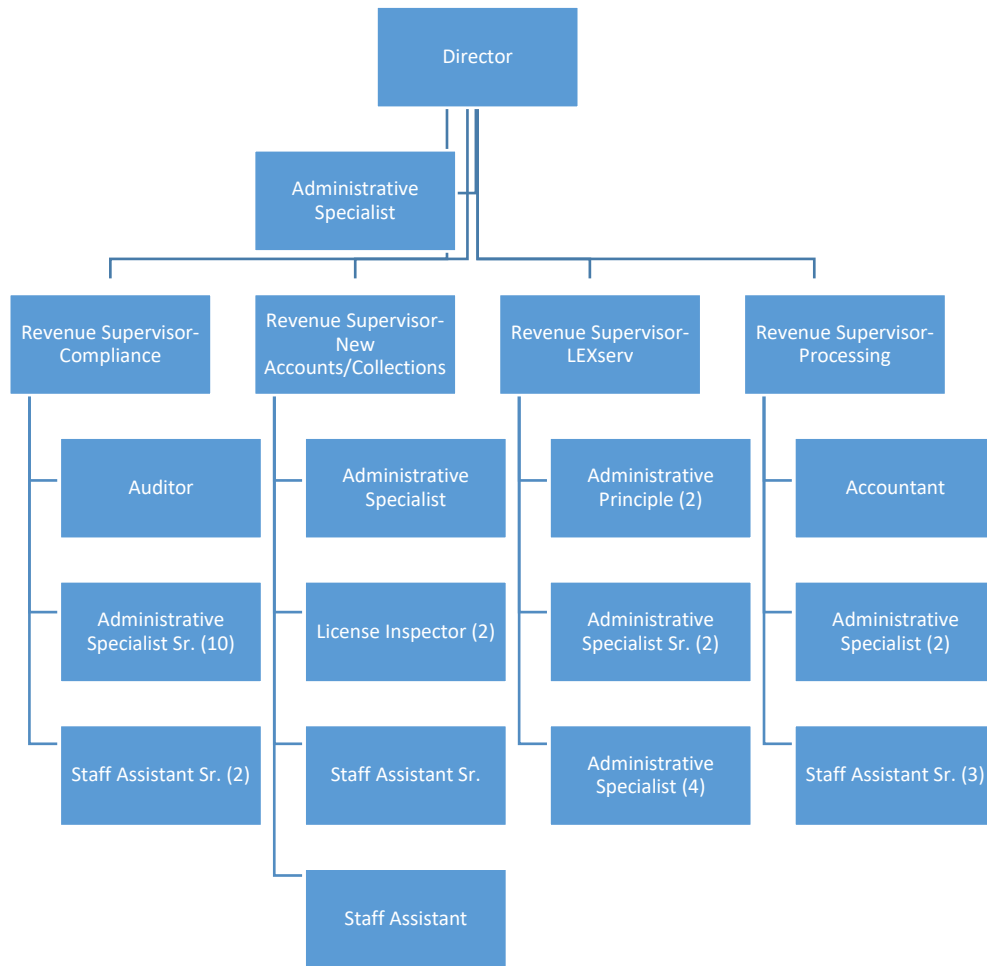 Director
Administrative
Specialist
Revenue Supervisor-
Compliance
Revenue Supervisor-
New
Accounts/Collections
Revenue Supervisor-
LEXserv
Revenue Supervisor-
Processing
Auditor
Administrative
Specialist
Administrative
Principle (2)
Accountant
Administrative
Specialist Sr. (10)
License Inspector (2)
Administrative
Specialist Sr. (2)
Administrative
Specialist (2)
Staff Assistant Sr. (2)
Staff Assistant Sr.
Administrative
Specialist (4)
Staff Assistant Sr. (3)
Staff Assistant